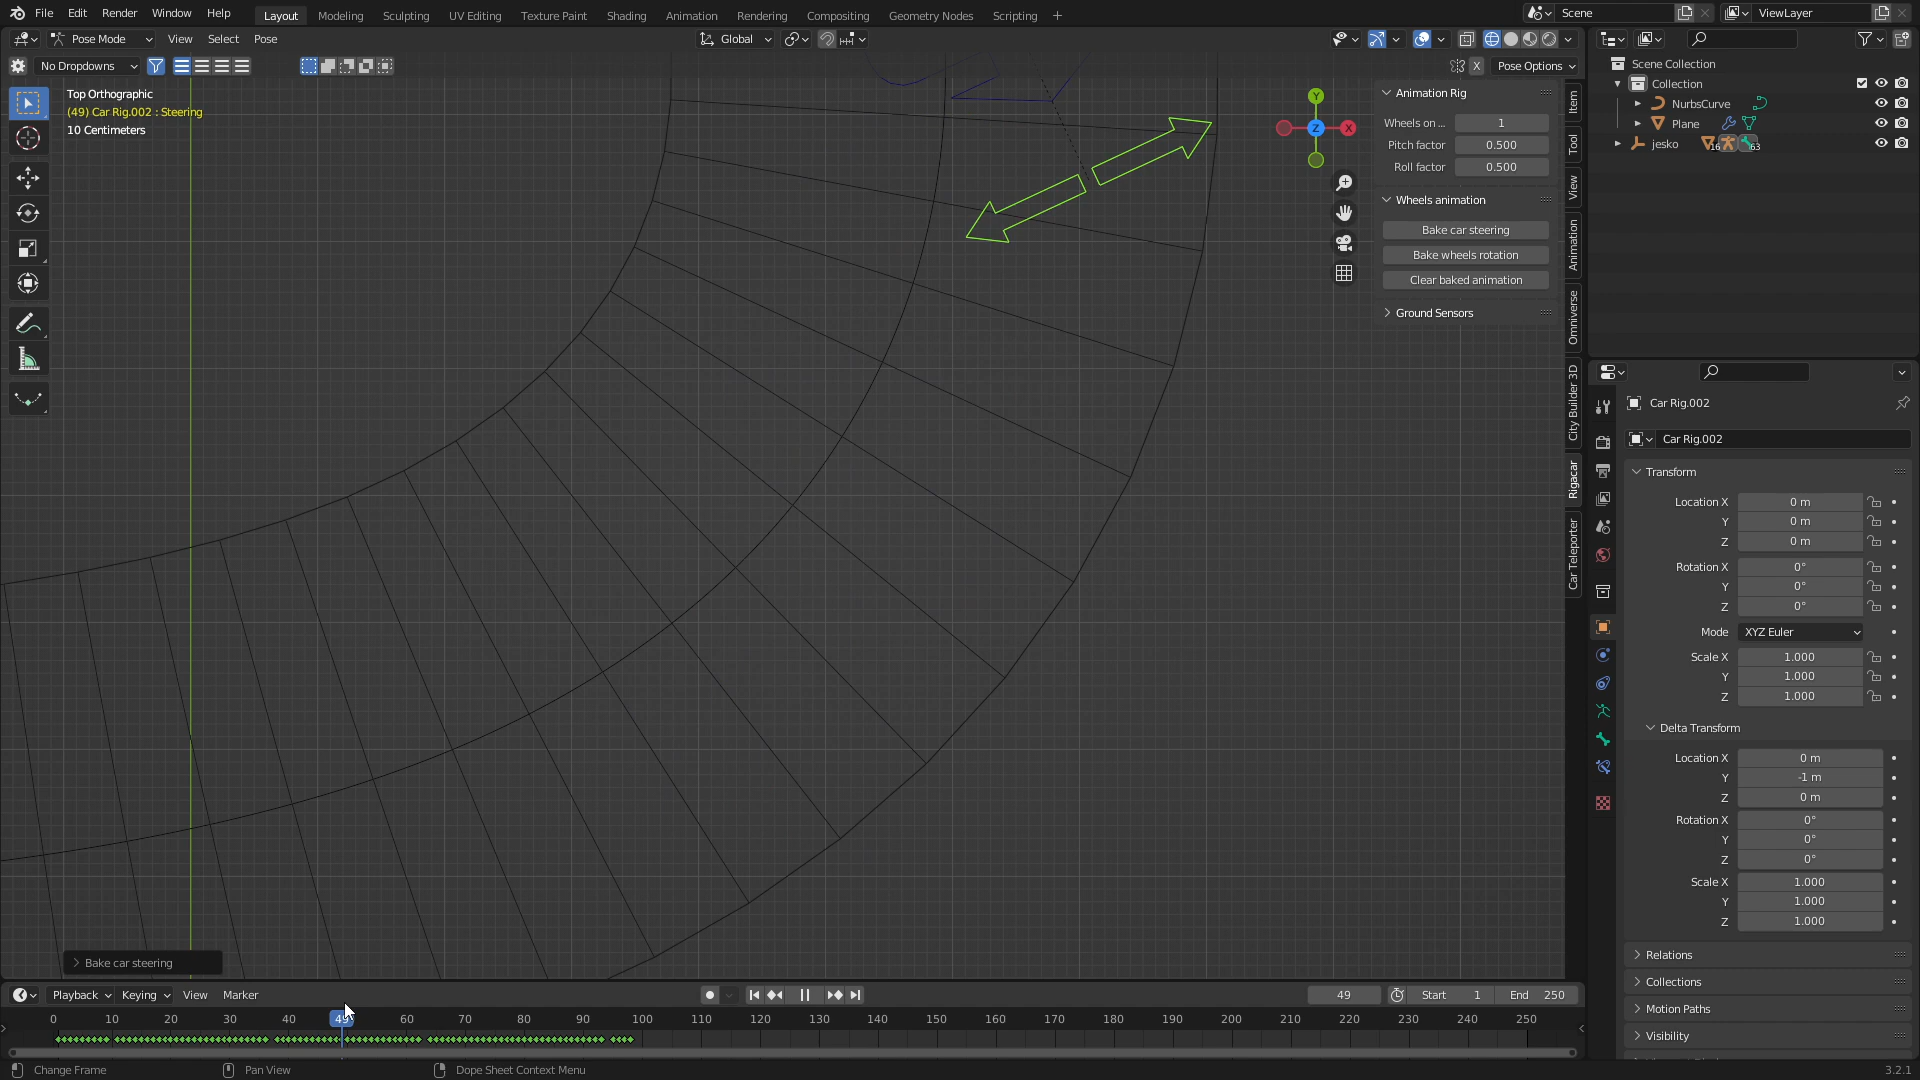 File Edit Render Window Help Layout Modeling Sculpting UV Editing Texture Paint Shading Animation Rendering Compositing Geometry Nodes Scripting + Scene ViewLayer
Pose Mode View Select Pose Global
No Dropdowns X Pose Options
Top Orthographic
(49) Car Rig.002 : Steering
10 Centimeters
Y
Z X
Animation Rig
Wheels on ... 1
Pitch factor 0.500
Roll factor 0.500
Wheels animation
Bake car steering
Bake wheels rotation
Clear baked animation
Ground Sensors
Item
Tool
View
Animation
Omniverse
City Builder 3D
Rigacar
Car Teleporter
Scene Collection
Collection
NurbsCurve
Plane
jesko 16 63
Car Rig.002
Car Rig.002
Transform
Location X 0 m
Y 0 m
Z 0 m
Rotation X 0°
Y 0°
Z 0°
Mode XYZ Euler
Scale X 1.000
Y 1.000
Z 1.000
Delta Transform
Location X 0 m
Y -1 m
Z 0 m
Rotation X 0°
Y 0°
Z 0°
Scale X 1.000
Y 1.000
Z 1.000
Relations
Collections
Motion Paths
Visibility
Bake car steering
Playback Keying View Marker 49 Start 1 End 250
0 10 20 30 40 49 60 70 80 90 100 110 120 130 140 150 160 170 180 190 200 210 220 230 240 250
Change Frame Pan View Dope Sheet Context Menu 3.2.1